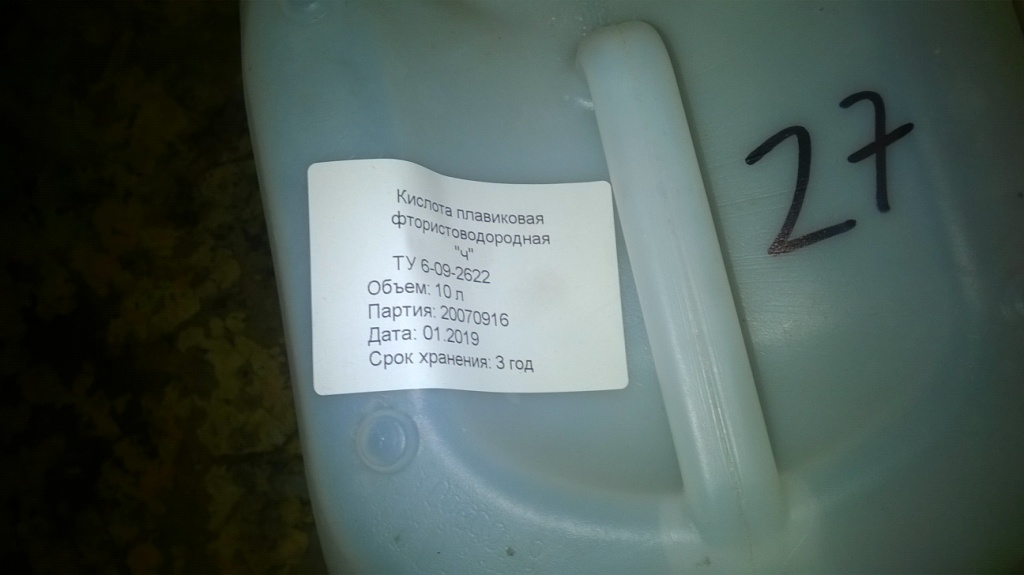 Кислота плавиковая
фтористоводородная
"ч"
ТУ 6-09-2622
Объем: 10 л
Партия: 20070916
Дата: 01.2019
Срок хранения: 3 год
27